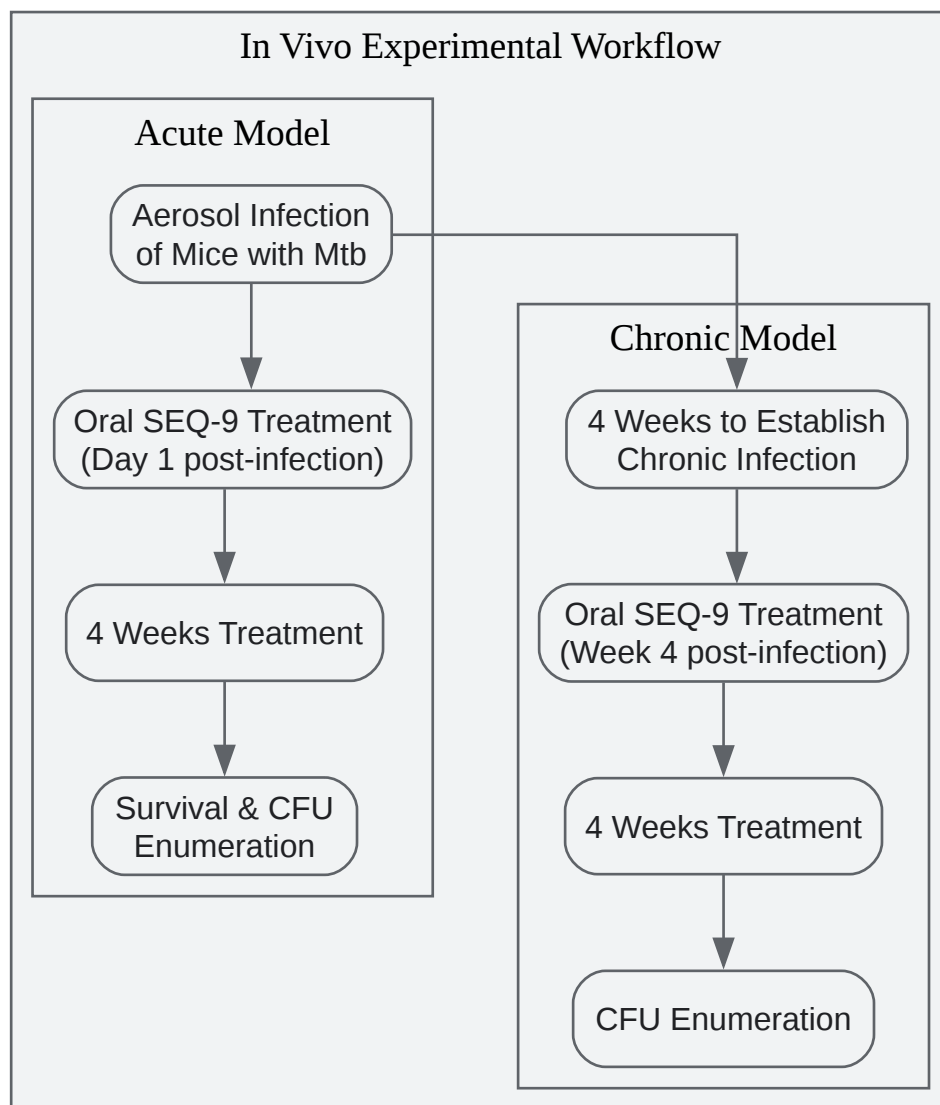 In Vivo Experimental Workflow
Acute Model
Aerosol Infection
of Mice with Mtb
Oral SEQ-9 Treatment
(Day 1 post-infection)
4 Weeks Treatment
Survival & CFU
Enumeration
Chronic Model
4 Weeks to Establish
Chronic Infection
Oral SEQ-9 Treatment
(Week 4 post-infection)
4 Weeks Treatment
CFU Enumeration